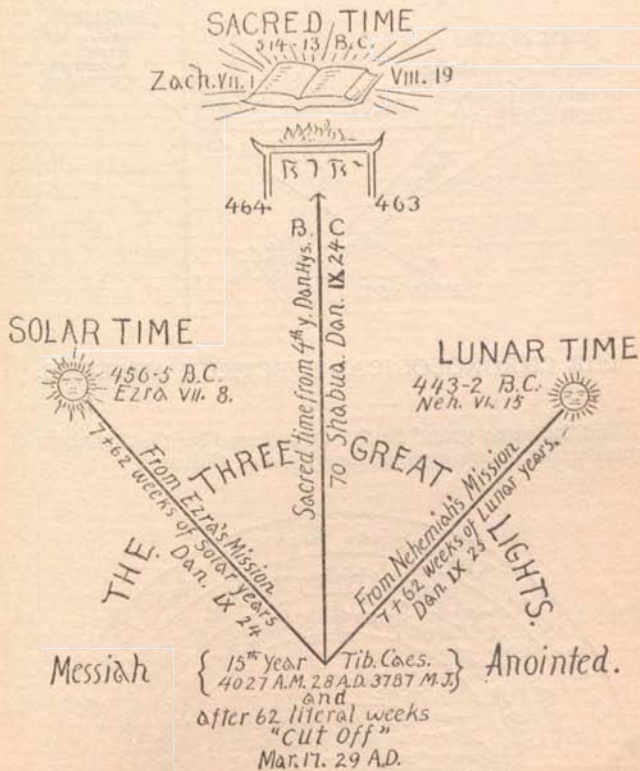 SACRED TIME
514-13 B.C.
Zach. VII. 1 VIII. 19
464 463
B. C
Sacred time from 4th y. Dan. Hys.
70 Shabua. Dan. IX 24
SOLAR TIME
456-5 B.C.
Ezra VII. 8.
LUNAR TIME
443-2 B.C.
Neh. VI. 15
THE THREE GREAT LIGHTS.
From Ezra's Mission
7+62 weeks of Solar years
Dan. IX 24
From Nehemiah's Mission
7+62 weeks of Lunar years.
Dan IX 25
Messiah { 15th Year Tib. Caes. } Anointed.
4027 A.M. 28 A.D. 3787 M.J.
and
after 62 literal weeks
"Cut Off"
Mar. 17. 29 A.D.